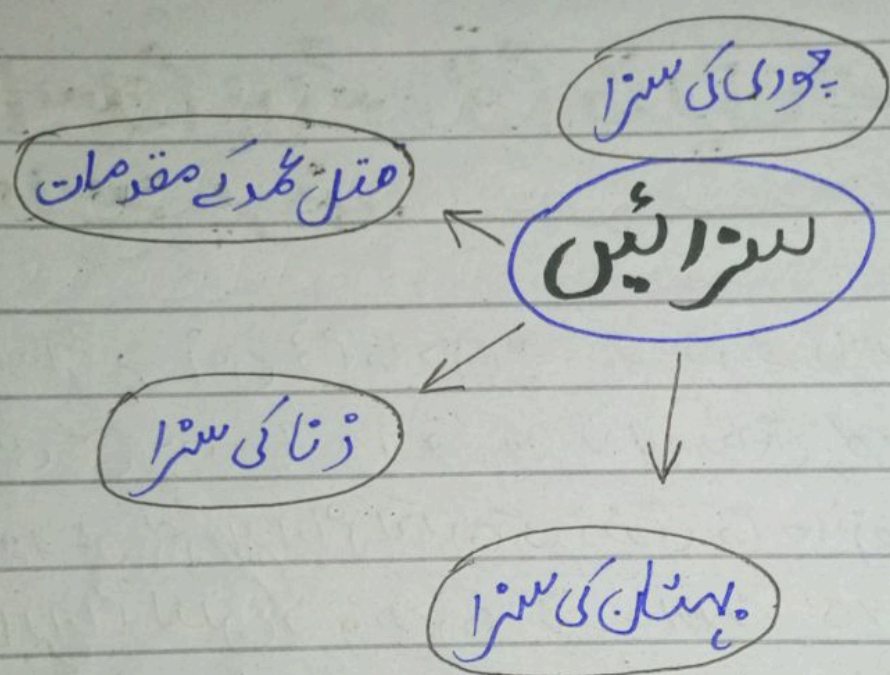 چوری کی سزا
سزائیں
قتل عمد کے مقدمات
زنا کی سزا
بہتان کی سزا